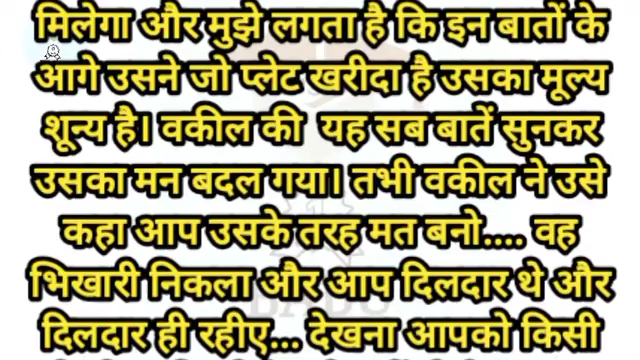 मिलेगा और मुझे लगता है कि इन बातों के
आगे उसने जो प्लेट खरीदा है उसका मूल्य
शून्य है। वकील की यह सब बातें सुनकर
उसका मन बदल गया। तभी वकील ने उसे
कहा आप उसके तरह मत बनो.... वह
भिखारी निकला और आप दिलदार थे और
दिलदार ही रहीए... देखना आपको किसी